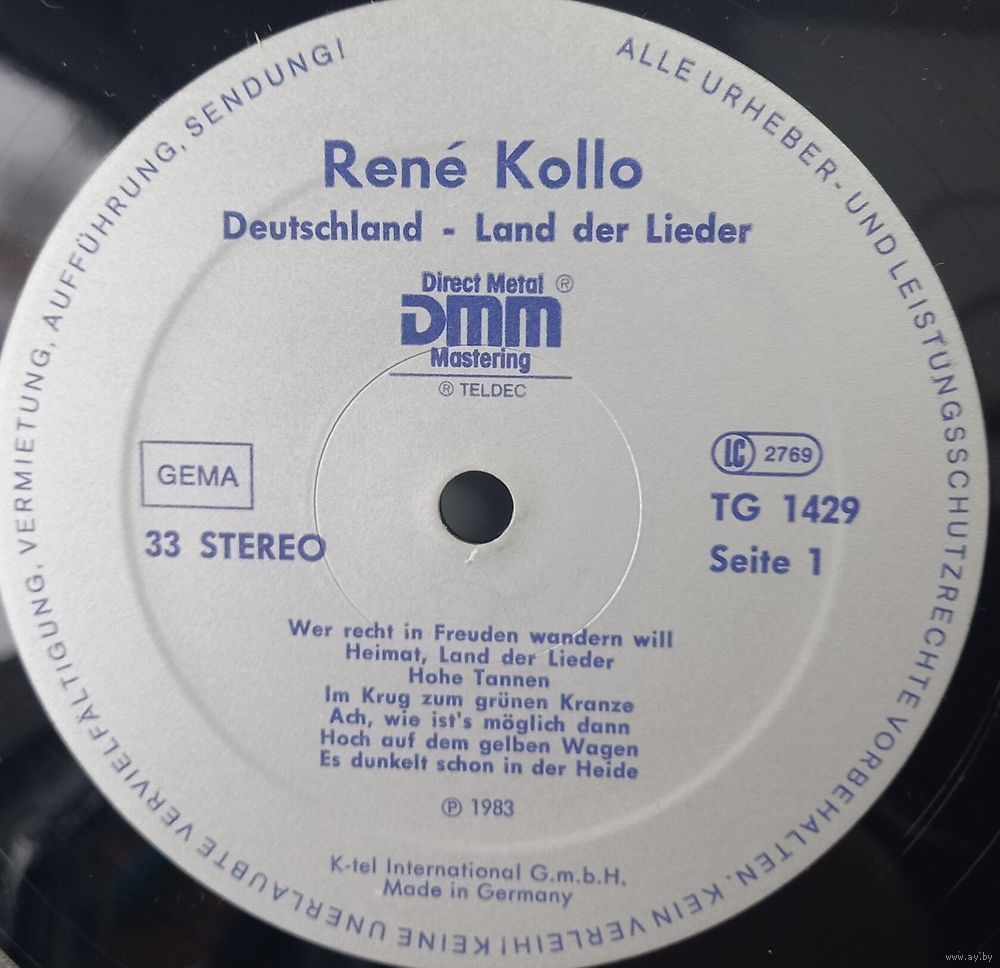 ALLE URHEBER- UND LEISTUNGSSCHUTZRECHTE VORBEHALTEN. KEIN VERLEIH! KEINE UNERLAUBTE VERVIELFÄLTIGUNG, VERMIETUNG, AUFFÜHRUNG, SENDUNG!
René Kollo
Deutschland - Land der Lieder
Direct Metal ®
DMM
Mastering
® TELDEC
GEMA
33 STEREO
LC 2769
TG 1429
Seite 1
Wer recht in Freuden wandern will
Heimat, Land der Lieder
Hohe Tannen
Im Krug zum grünen Kranze
Ach, wie ist's möglich dann
Hoch auf dem gelben Wagen
Es dunkelt schon in der Heide
℗ 1983
K-tel International G.m.b.H.
Made in Germany
www.ay.by